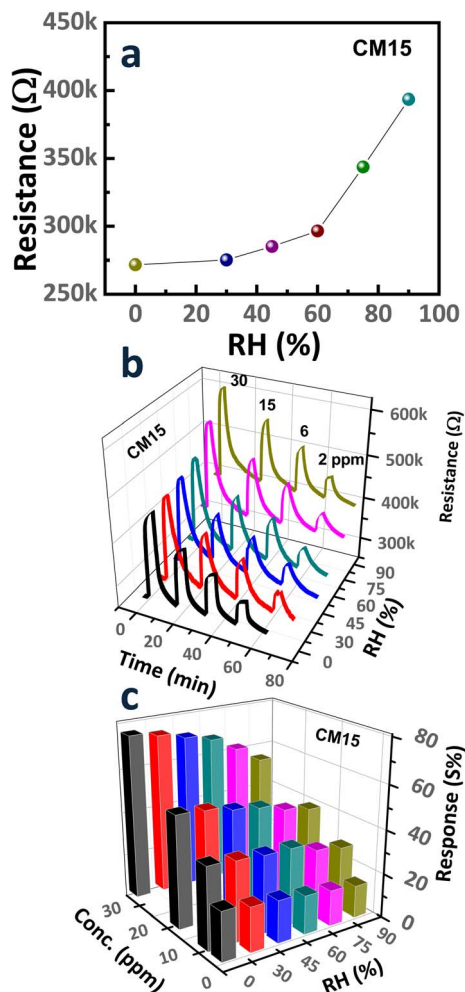 450k
a
CM15
400k
350k
300k
250k
Resistance (Ω)
0 20 40 60 80 100
RH (%)
b
CM15
30
15
6
2 ppm
600k
500k
400k
300k
Resistance (Ω)
90
75
60
45
30
0
RH (%)
0 20 40 60 80
Time (min)
c
CM15
80
60
40
20
0
Response (S%)
30
20
10
0
Conc. (ppm)
0 30 45 60 75 90
RH (%)